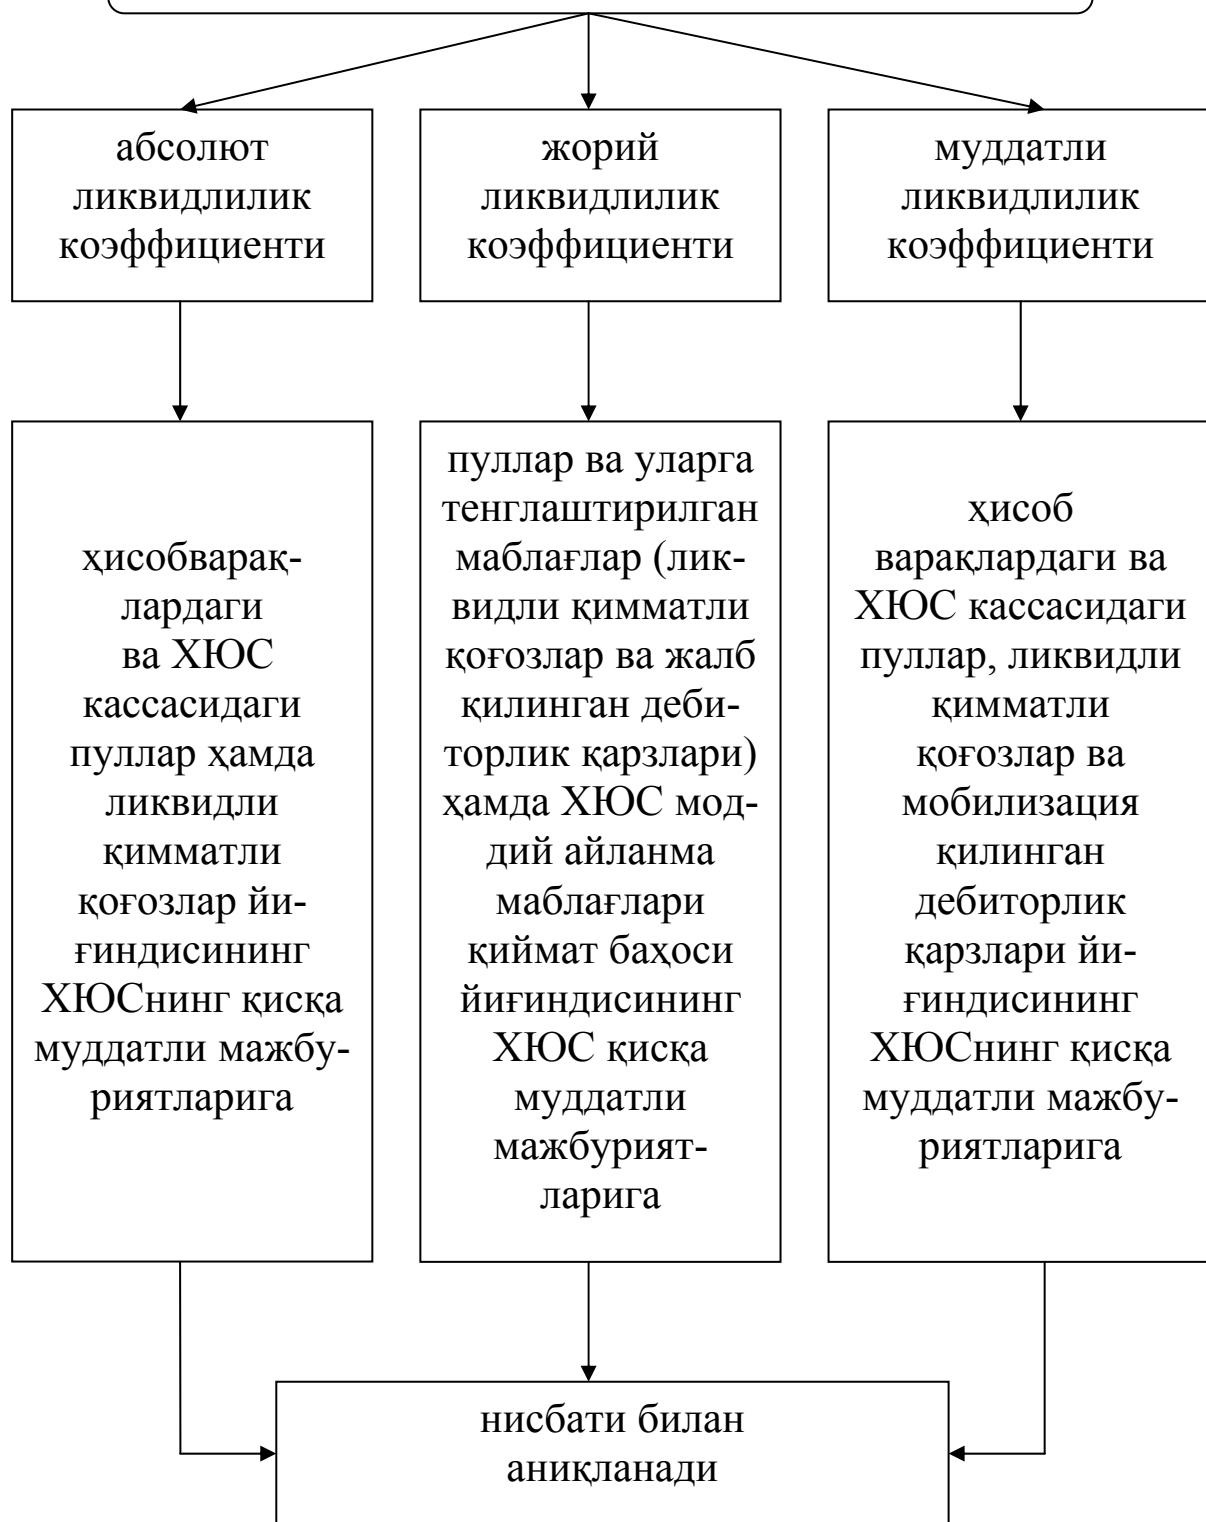 абсолют
ликвидлилик
коэффициенти
жорий
ликвидлилик
коэффициенти
муддатли
ликвидлилик
коэффициенти
ҳисобварақ-
лардаги
ва ХЮС
кассасидаги
пуллар ҳамда
ликвидли
қимматли
қоғозлар йи-
ғиндисининг
ХЮСнинг қисқа
муддатли мажбу-
риятларига
пуллар ва уларга
тенглаштирилган
маблағлар (лик-
видли қимматли
қоғозлар ва жалб
қилинган деби-
торлик қарзлари)
ҳамда ХЮС мод-
дий айланма
маблағлари
қиймат баҳоси
йиғиндисининг
ХЮС қисқа
муддатли
мажбурият-
ларига
ҳисоб
варақлардаги ва
ХЮС кассасидаги
пуллар, ликвидли
қимматли
қоғозлар ва
мобилизация
қилинган
дебиторлик
қарзлари йи-
ғиндисининг
ХЮСнинг қисқа
муддатли мажбу-
риятларига
нисбати билан
аниқланади